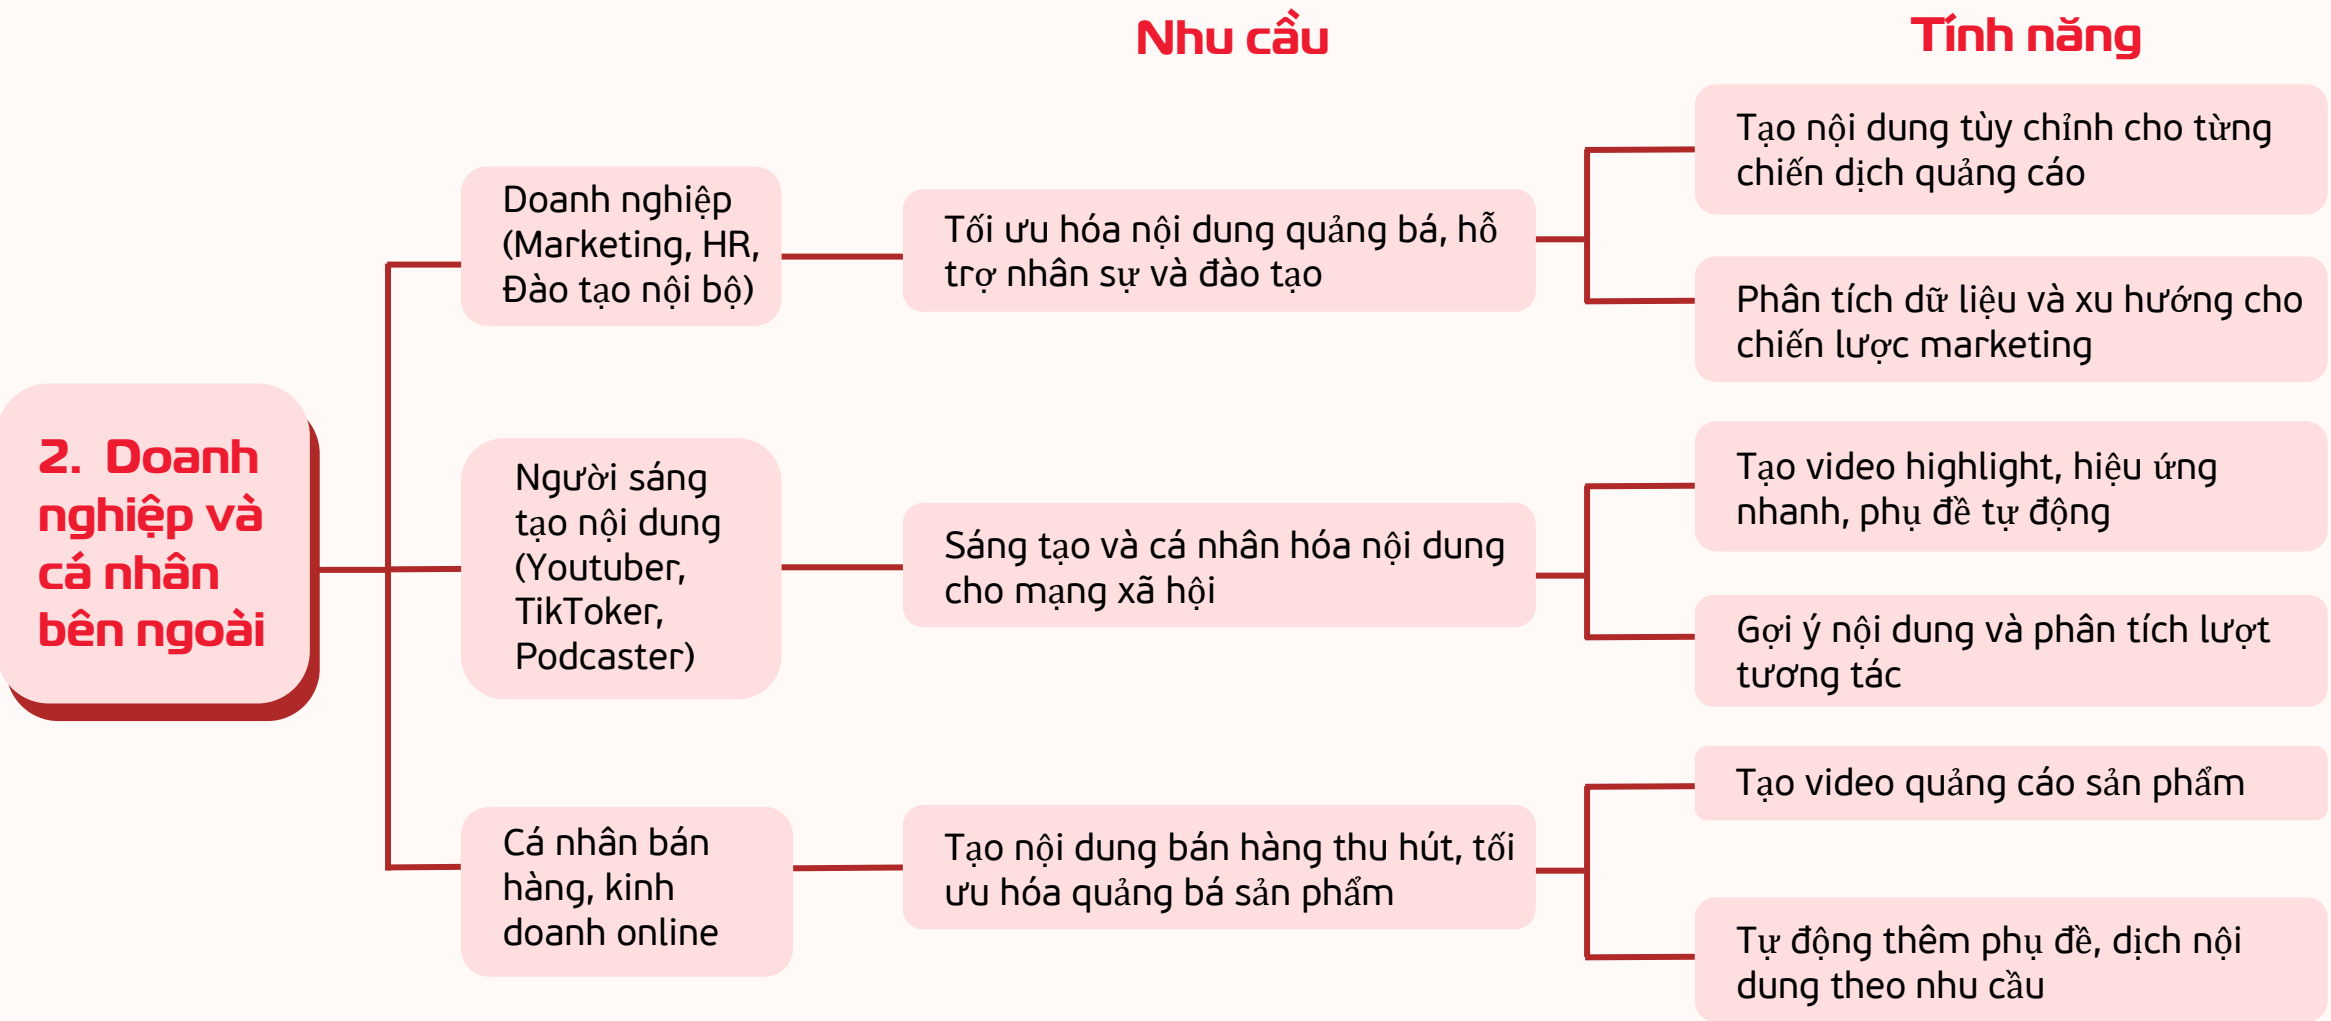 Nhu cầu
Tính năng
2. Doanh
nghiệp và
cá nhân
bên ngoài
Doanh nghiệp
(Marketing, HR,
Đào tạo nội bộ)
Tối ưu hóa nội dung quảng bá, hỗ
trợ nhân sự và đào tạo
Tạo nội dung tùy chỉnh cho từng
chiến dịch quảng cáo
Phân tích dữ liệu và xu hướng cho
chiến lược marketing
Người sáng
tạo nội dung
(Youtuber,
TikToker,
Podcaster)
Sáng tạo và cá nhân hóa nội dung
cho mạng xã hội
Tạo video highlight, hiệu ứng
nhanh, phụ đề tự động
Gợi ý nội dung và phân tích lượt
tương tác
Cá nhân bán
hàng, kinh
doanh online
Tạo nội dung bán hàng thu hút, tối
ưu hóa quảng bá sản phẩm
Tạo video quảng cáo sản phẩm
Tự động thêm phụ đề, dịch nội
dung theo nhu cầu